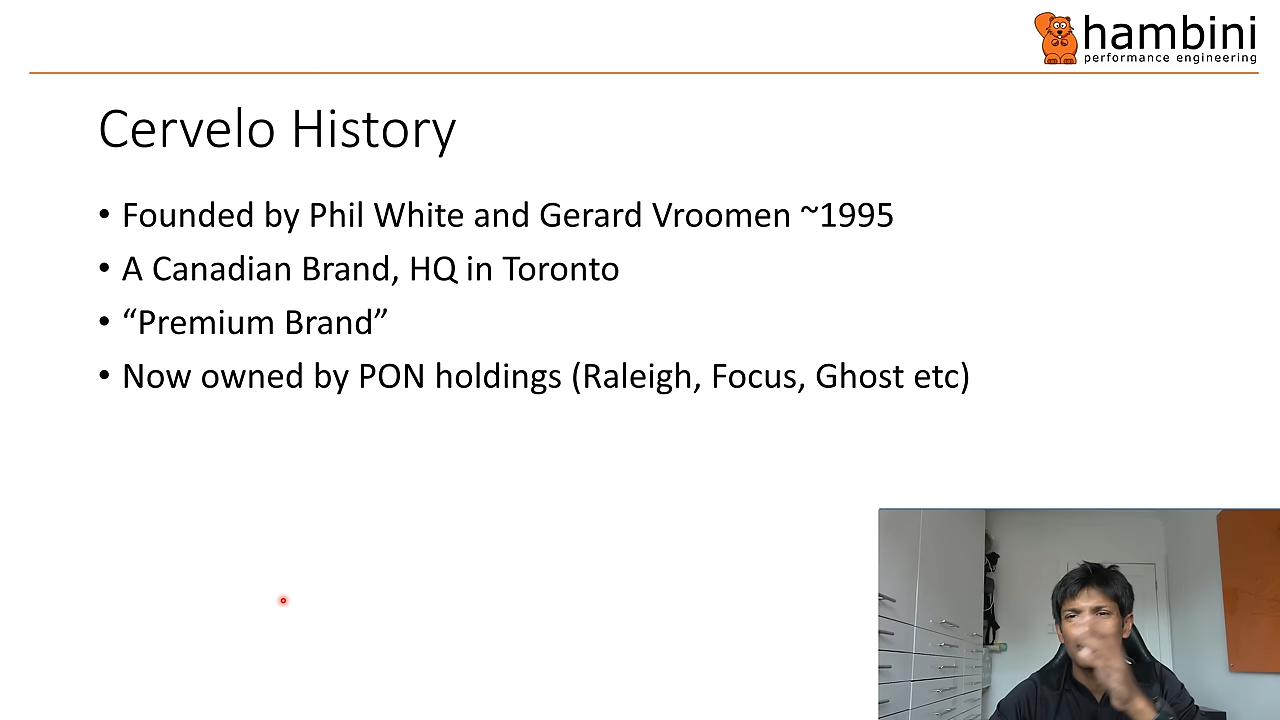 hambini
performance engineering
Cervelo History
• Founded by Phil White and Gerard Vroomen ~1995
• A Canadian Brand, HQ in Toronto
• “Premium Brand”
• Now owned by PON holdings (Raleigh, Focus, Ghost etc)